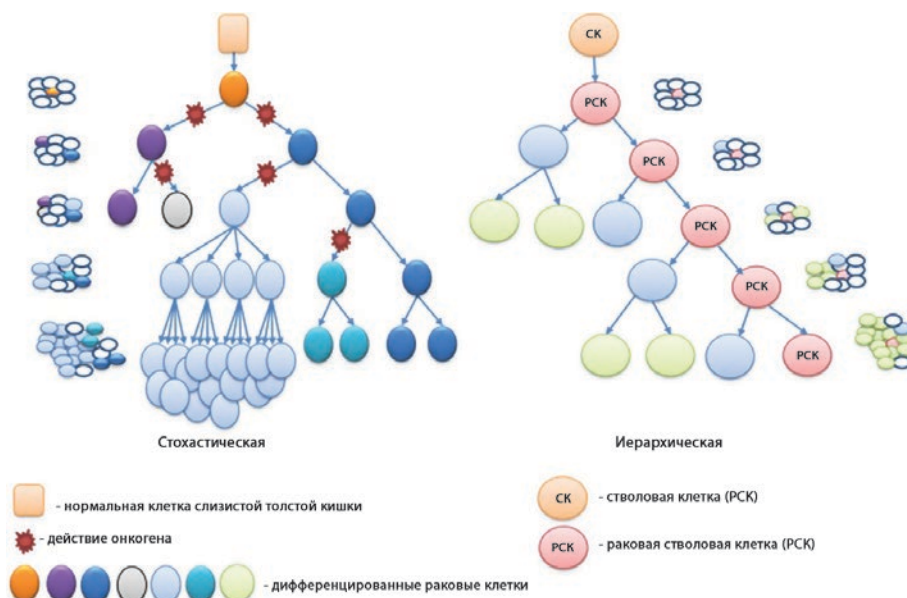 СК
РСК
РСК
РСК
РСК
РСК
Стохастическая
Иерархическая
- нормальная клетка слизистой толстой кишки
- действие онкогена
- дифференцированные раковые клетки
СК - стволовая клетка (РСК)
РСК - раковая стволовая клетка (РСК)